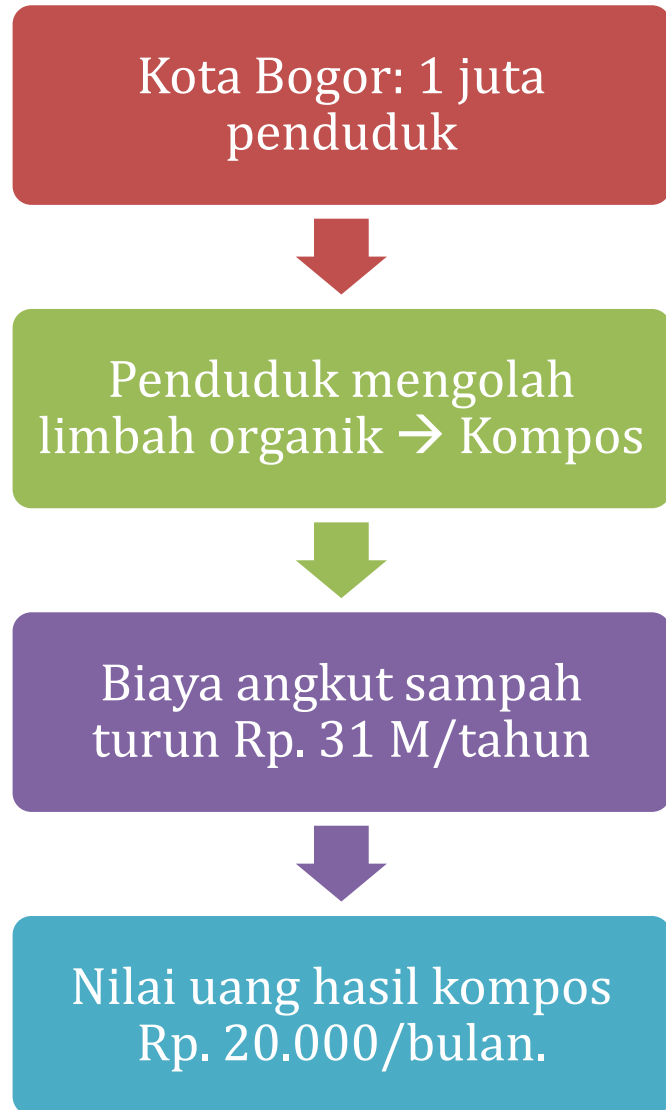 Kota Bogor: 1 juta
penduduk
Penduduk mengolah
limbah organik → Kompos
Biaya angkut sampah
turun Rp. 31 M/tahun
Nilai uang hasil kompos
Rp. 20.000/bulan.